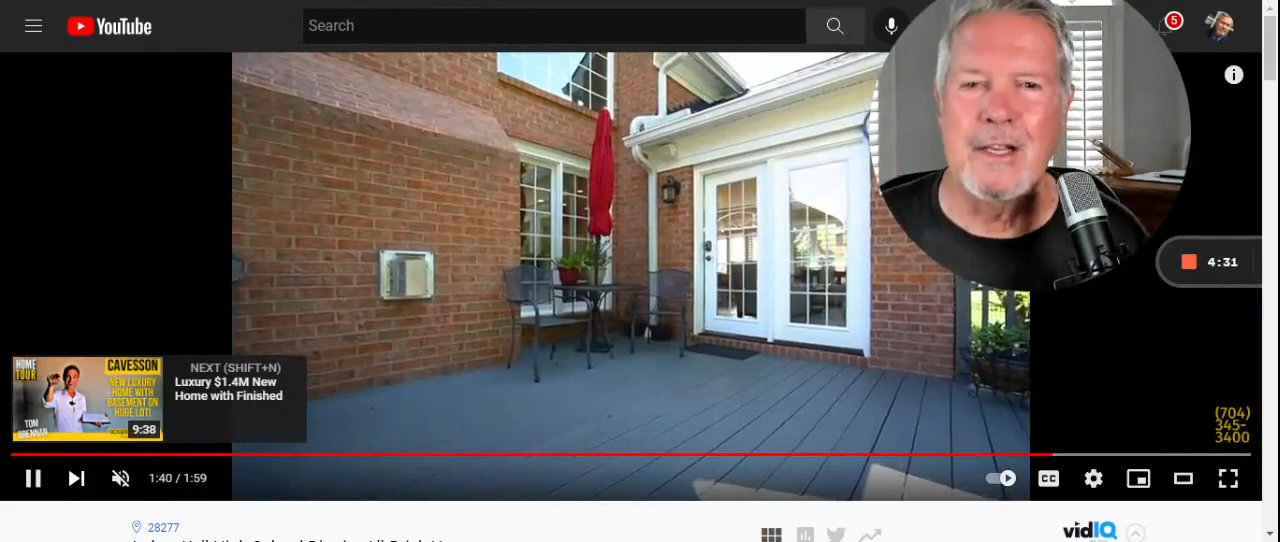 YouTube
Search
5
i
4:31
HOME
TOUR
CAVESSON
NEW LUXURY
HOME WITH
BASEMENT ON
HUGE LOT!
TOM
BRENNAN
9:38
NEXT (SHIFT+N)
Luxury $1.4M New
Home with Finished
(704)
345-
3400
1:40 / 1:59
CC
28277
vidIQ